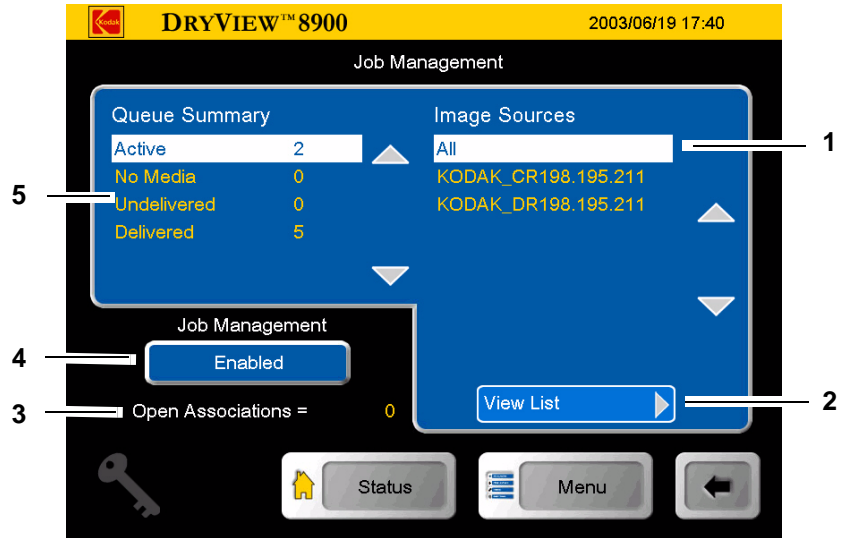 Kodak
DRYVIEW™8900
2003/06/19 17:40
Job Management
Queue Summary
Active 2
No Media 0
Undelivered 0
Delivered 5
Image Sources
All
KODAK_CR198.195.211
KODAK_DR198.195.211
Job Management
Enabled
Open Associations = 0
View List
Status
Menu
1
2
3
4
5